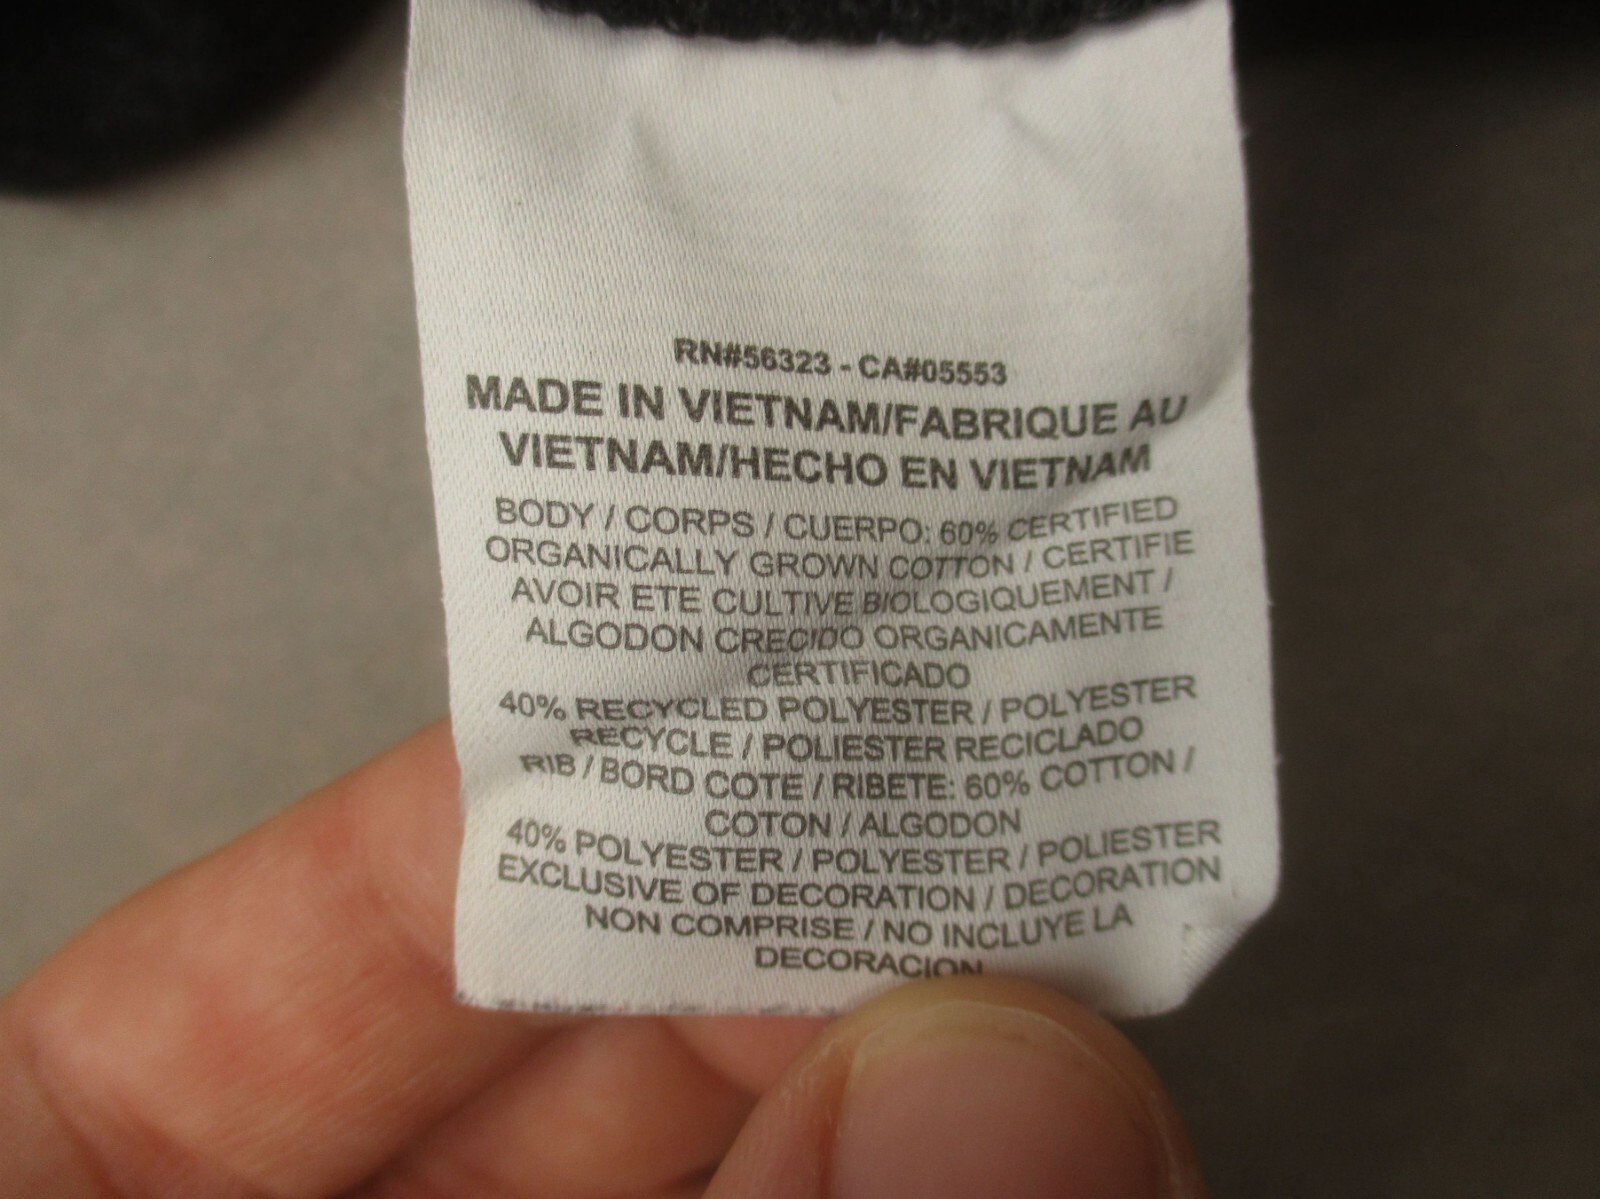 RN#56323 - CA#05553
MADE IN VIETNAM/FABRIQUE AU
VIETNAM/HECHO EN VIETNAM
BODY / CORPS / CUERPO: 60% CERTIFIED
ORGANICALLY GROWN COTTON / CERTIFIE
AVOIR ETE CULTIVE BIOLOGIQUEMENT /
ALGODON CRECIDO ORGANICAMENTE
CERTIFICADO
40% RECYCLED POLYESTER / POLYESTER
RECYCLE / POLIESTER RECICLADO
RIB / BORD COTE / RIBETE: 60% COTTON /
COTON / ALGODON
40% POLYESTER / POLYESTER / POLIESTER
EXCLUSIVE OF DECORATION / DECORATION
NON COMPRISE / NO INCLUYE LA
DECORACION